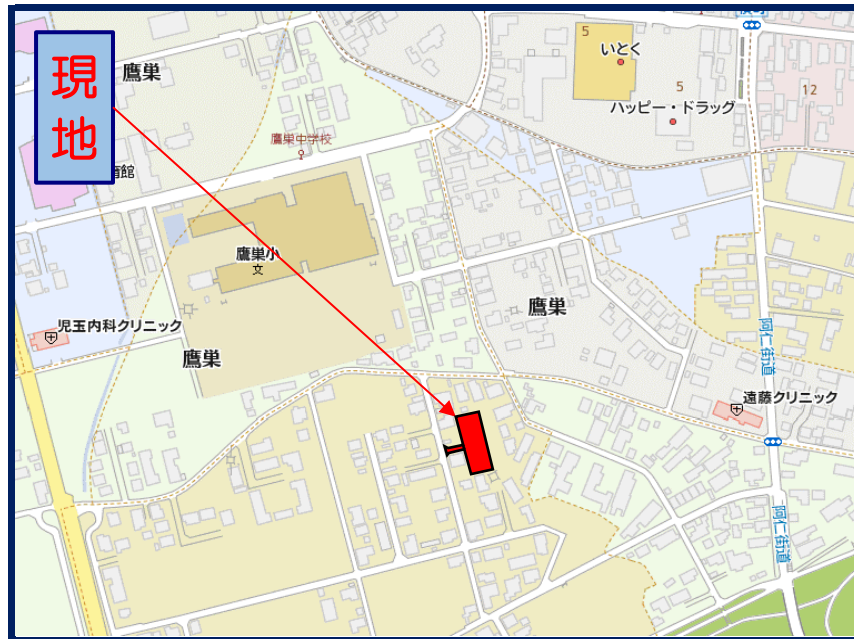 現
地
鷹巣
5
いとく
5
ハッピー・ドラッグ
12
鷹巣中学校
館
鷹巣小
文
鷹巣
児玉内科クリニック
鷹巣
阿仁街道
遠藤クリニック
阿仁街道